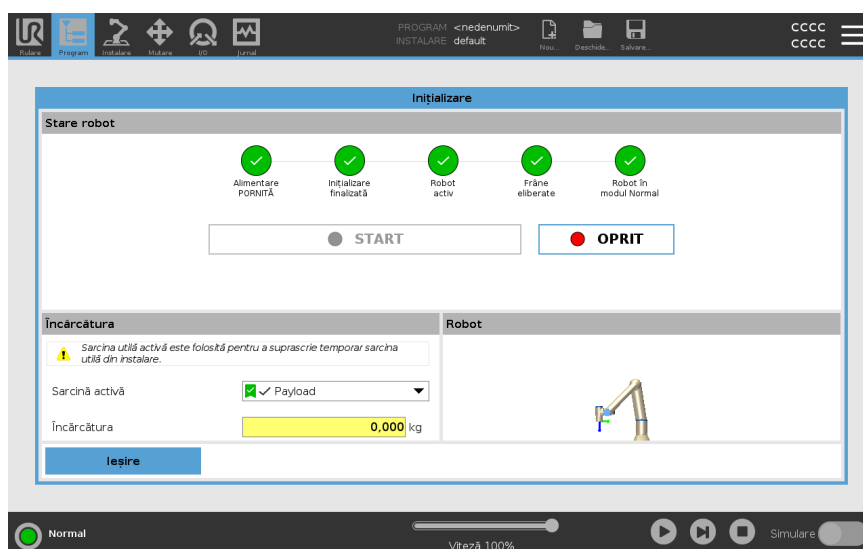 PROGRAM <nedenumit>
INSTALARE default
cccc
cccc
Rulare Program Instalare Mutare I/O Jurnal Nou... Deschide... Salvare...
Inițializare
Stare robot
Alimentare PORNITĂ
Inițializare finalizată
Robot activ
Frâne eliberate
Robot în modul Normal
START
OPRIT
Încărcătura
Robot
Sarcina utilă activă este folosită pentru a suprascrie temporar sarcina
utilă din instalare.
Sarcină activă
Payload
Încărcătura
0,000 kg
Ieșire
Normal
Viteză 100%
Simulare